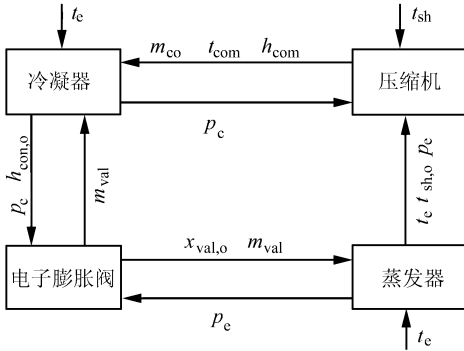 t_e
t_sh
m_co t_com h_com
冷凝器
压缩机
p_c
p_c h_con,o
m_val
t_e t_sh,o p_e
x_val,o m_val
电子膨胀阀
蒸发器
p_e
t_e